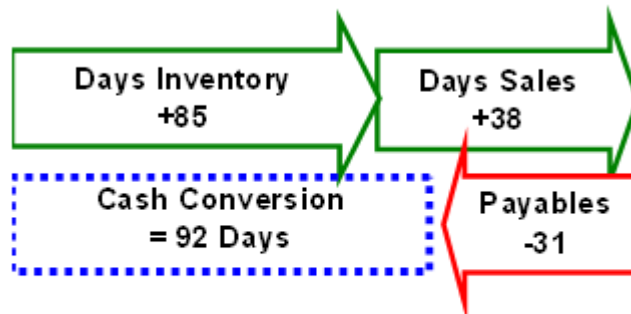 Days Inventory
+85
Days Sales
+38
Cash Conversion
= 92 Days
Payables
-31